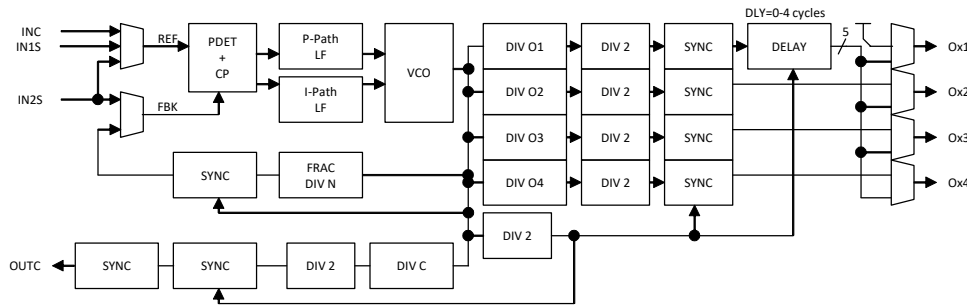 DLY=0-4 cycles
INC
IN1S
IN2S
REF
FBK
PDET
+
CP
P-Path
LF
I-Path
LF
VCO
DIV O1
DIV 2
SYNC
DELAY
5
Ox1
DIV O2
DIV 2
SYNC
Ox2
DIV O3
DIV 2
SYNC
Ox3
DIV O4
DIV 2
SYNC
Ox4
SYNC
FRAC
DIV N
DIV 2
OUTC
SYNC
SYNC
DIV 2
DIV C